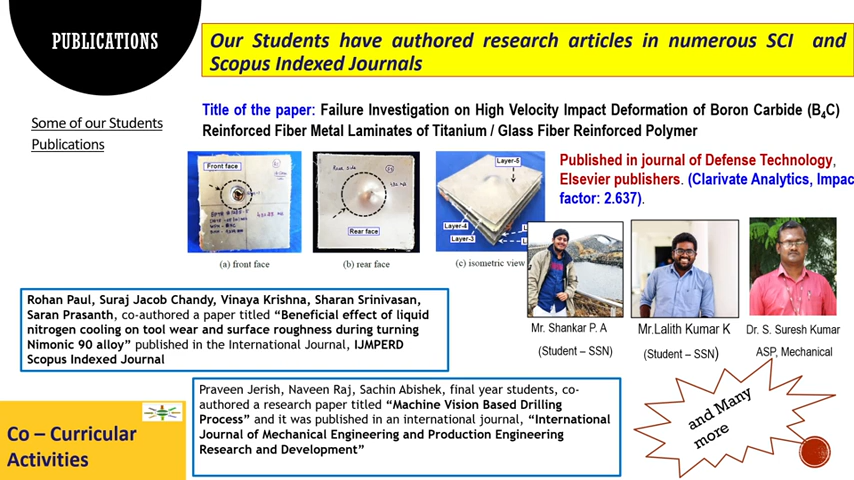 PUBLICATIONS
Our Students have authored research articles in numerous SCI and
Scopus Indexed Journals
Some of our Students
Publications
Title of the paper: Failure Investigation on High Velocity Impact Deformation of Boron Carbide (B₄C)
Reinforced Fiber Metal Laminates of Titanium / Glass Fiber Reinforced Polymer
Front face
Rear face
Layer-5
Layer-4
Layer-3
(a) front face
(b) rear face
(c) isometric view
Published in journal of Defense Technology,
Elsevier publishers. (Clarivate Analytics, Impac
factor: 2.637).
Mr. Shankar P. A
(Student – SSN)
Mr.Lalith Kumar K
(Student – SSN)
Dr. S. Suresh Kumar
ASP, Mechanical
Rohan Paul, Suraj Jacob Chandy, Vinaya Krishna, Sharan Srinivasan,
Saran Prasanth, co-authored a paper titled “Beneficial effect of liquid
nitrogen cooling on tool wear and surface roughness during turning
Nimonic 90 alloy” published in the International Journal, IJMPERD
Scopus Indexed Journal
Praveen Jerish, Naveen Raj, Sachin Abishek, final year students, co-
authored a research paper titled “Machine Vision Based Drilling
Process” and it was published in an international journal, “International
Journal of Mechanical Engineering and Production Engineering
Research and Development”
and Many
more
Co – Curricular
Activities